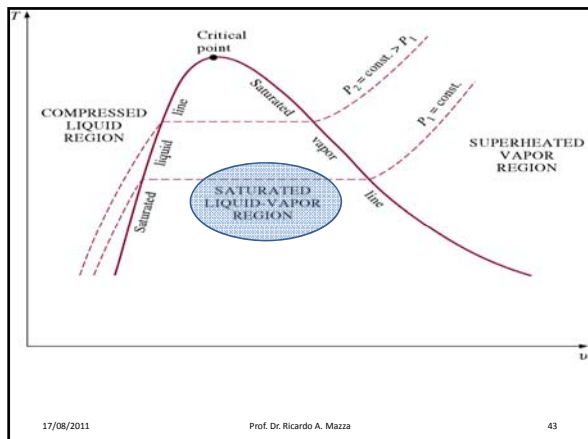 T
Critical
point
P₂ = const. > P₁
P₁ = const.
COMPRESSED
LIQUID
REGION
Saturated liquid line
Saturated vapor line
SUPERHEATED
VAPOR
REGION
SATURATED
LIQUID-VAPOR
REGION
υ
17/08/2011 Prof. Dr. Ricardo A. Mazza 43